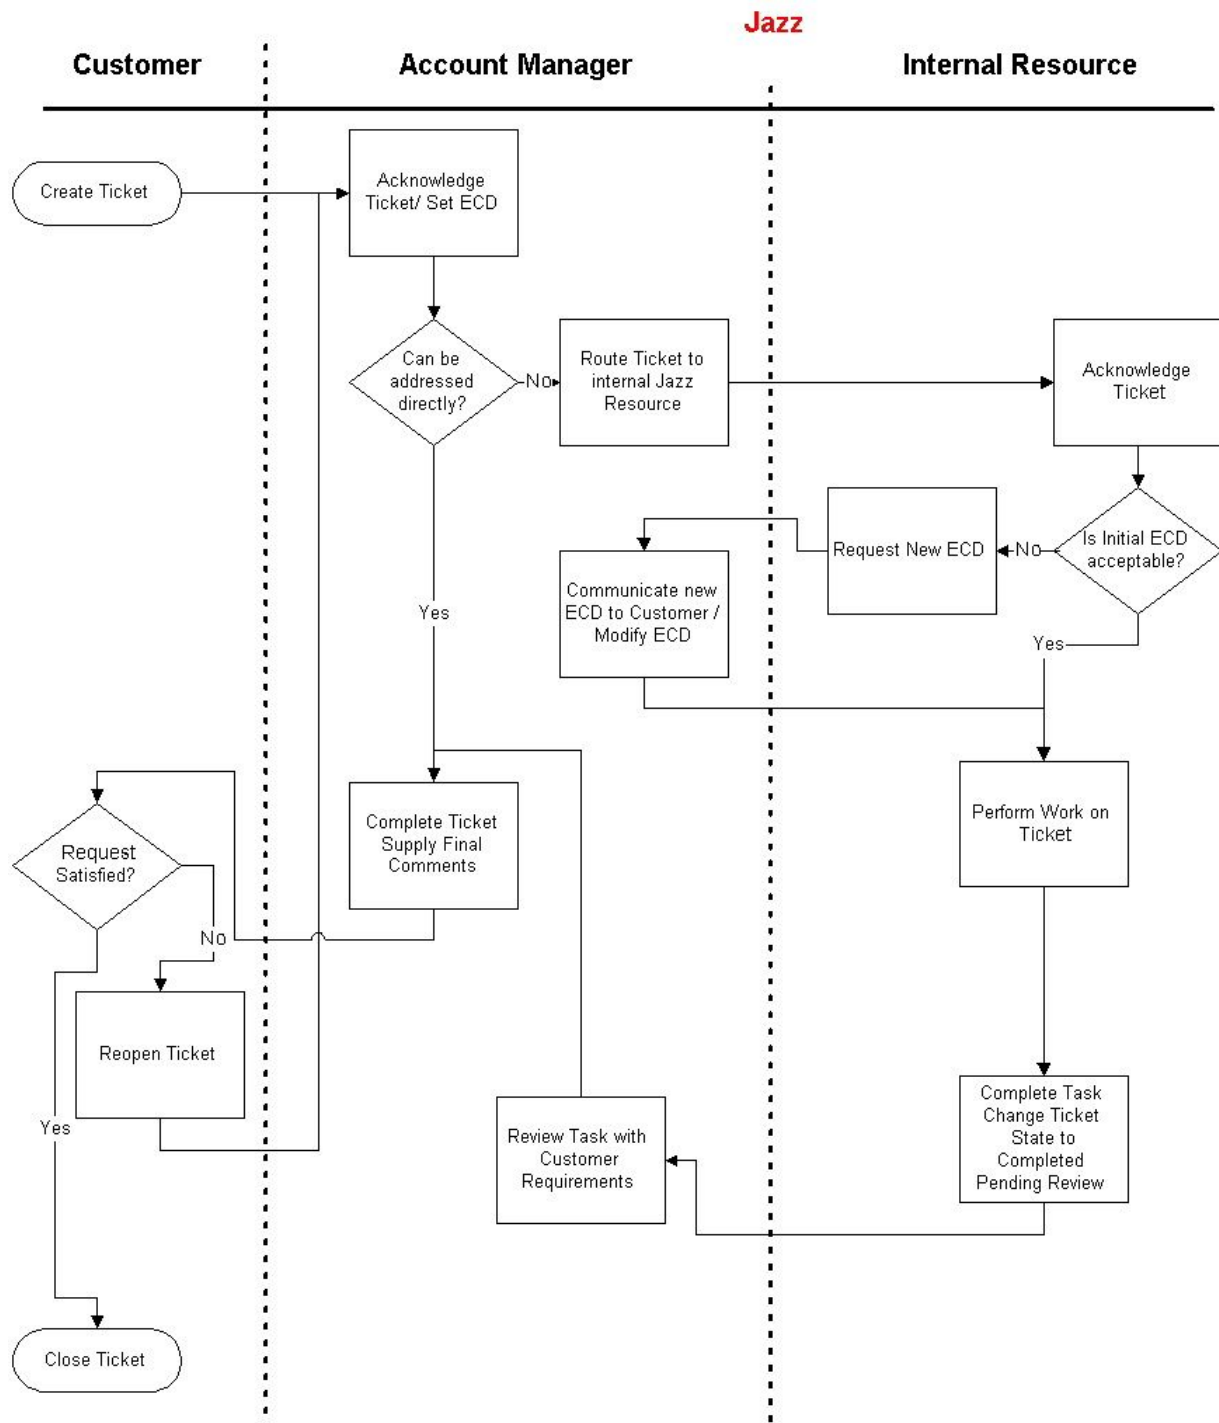 Jazz
Customer
Account Manager
Internal Resource
Create Ticket
Acknowledge
Ticket/ Set ECD
Can be
addressed
directly?
No
Route Ticket to
internal Jazz
Resource
Acknowledge
Ticket
Is Initial ECD
acceptable?
No
Request New ECD
Communicate new
ECD to Customer /
Modify ECD
Yes
Yes
Perform Work on
Ticket
Complete Ticket
Supply Final
Comments
Request
Satisfied?
No
Reopen Ticket
Yes
Complete Task
Change Ticket
State to
Completed
Pending Review
Review Task with
Customer
Requirements
Close Ticket